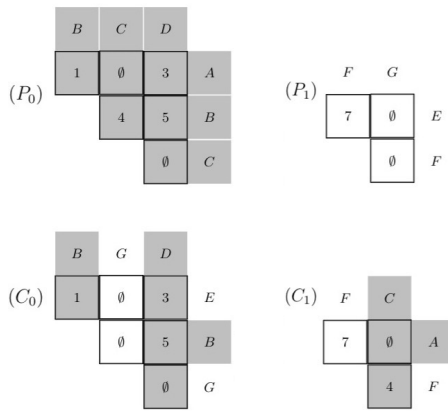 B C D F G
(P₀) 1 ∅ 3 A (P₁) 7 ∅ E
4 5 B ∅ F
∅ C
B G D C
(C₀) 1 ∅ 3 E (C₁) F
∅ 5 B 7 ∅ A
∅ G 4 F